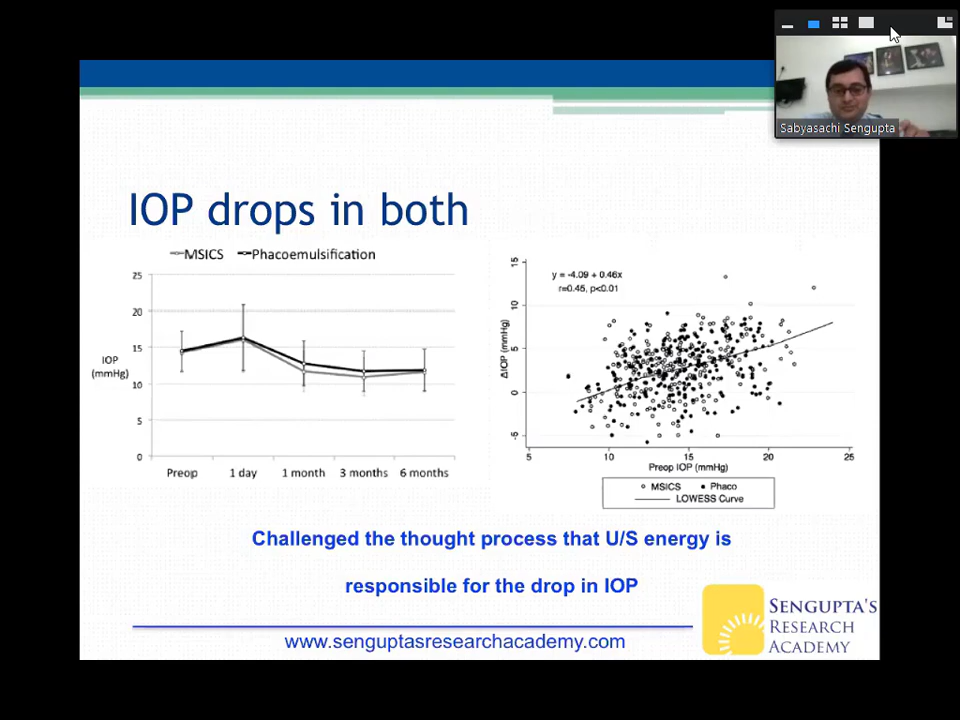 Sabyasachi Sengupta
IOP drops in both
MSICS Phacoemulsification
25
20
15
10
5
0
IOP
(mmHg)
Preop 1 day 1 month 3 months 6 months
y = -4.09 + 0.46x
r=0.45, p<0.01
ΔIOP (mmHg)
15
10
5
0
-5
5 10 15 20 25
Preop IOP (mmHg)
MSICS Phaco
LOWESS Curve
Challenged the thought process that U/S energy is
responsible for the drop in IOP
www.senguptasresearchacademy.com
SENGUPTA'S
RESEARCH
ACADEMY